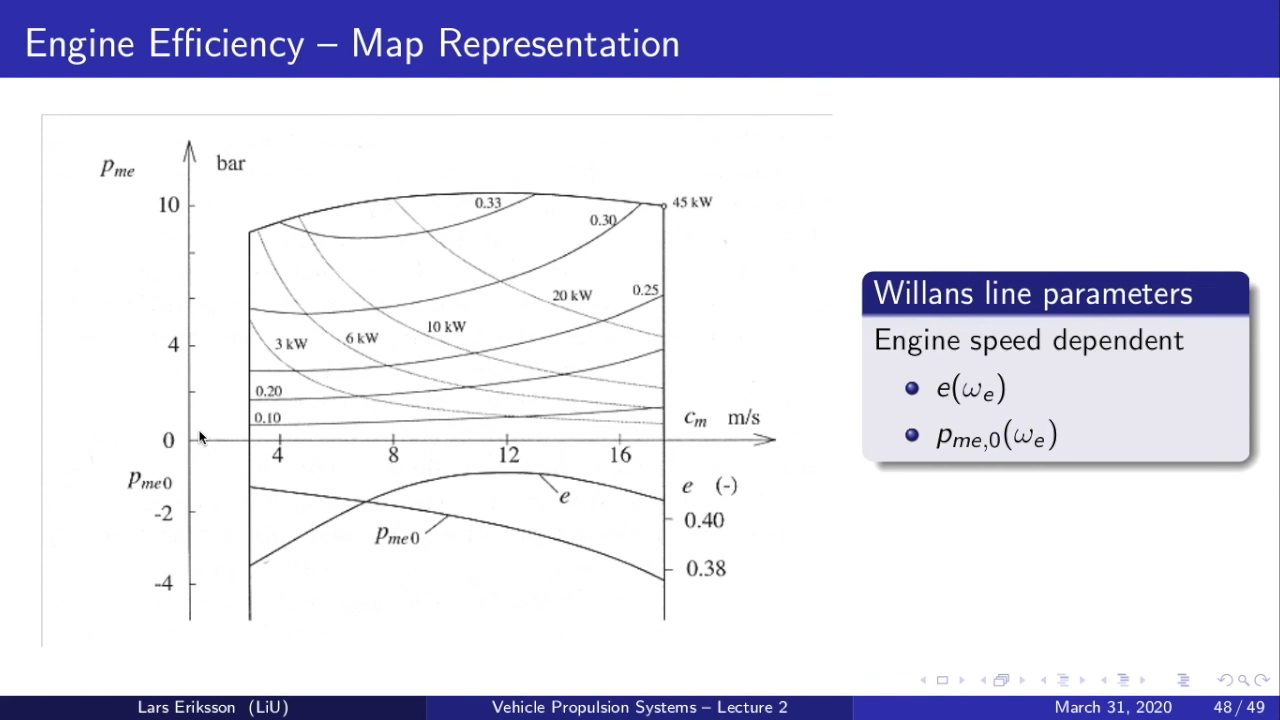 Engine Efficiency – Map Representation
p_me bar
10
0.33
45 kW
0.30
0.25
20 kW
10 kW
4
3 kW
6 kW
0.20
0.10
c_m m/s
0
4 8 12 16
p_me0
e (-)
e
-2
0.40
p_me0
0.38
-4
Willans line parameters
Engine speed dependent
e(ω_e)
p_me,0(ω_e)
Lars Eriksson (LiU) Vehicle Propulsion Systems – Lecture 2 March 31, 2020 48 / 49